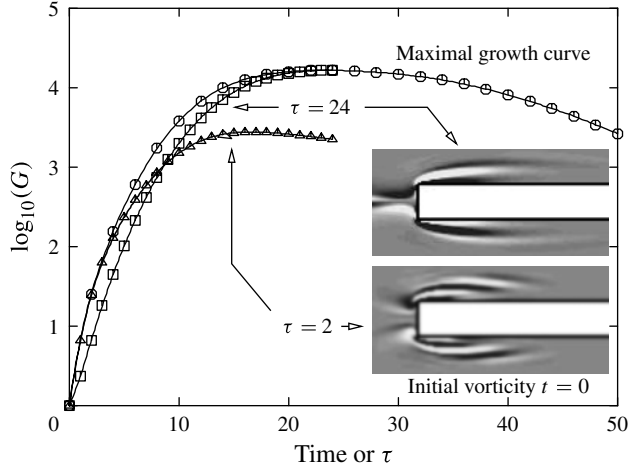 5
4
3
2
1
0
10
20
30
40
50
log₁₀(G)
Time or τ
Maximal growth curve
τ = 24
τ = 2
Initial vorticity t = 0